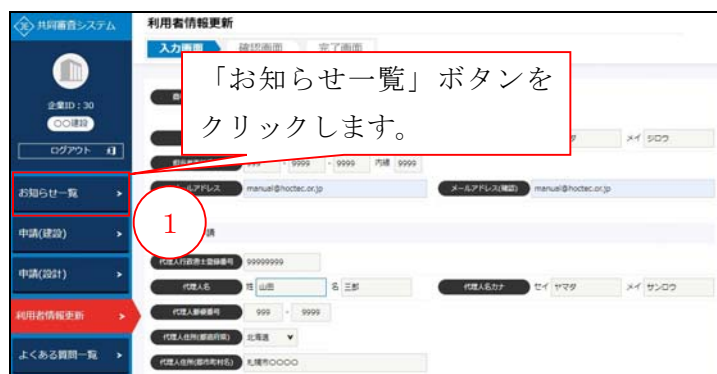 共同審査システム
利用者情報更新
入力画面
確認画面
完了画面
「お知らせ一覧」ボタンを
クリックします。
企業ID:30
〇〇建設
ログアウト
メイ シロウ
999 - 9999 - 9999 内線 9999
お知らせ一覧
メールアドレス manual@hoctec.or.jp
メールアドレス(確認) manual@hoctec.or.jp
1
申請(建設)
代理人行政書士登録番号 99999999
申請(設計)
代理人名 姓 山田 名 三郎
代理人名カナ セイ ヤマダ メイ サンロウ
利用者情報更新
代理人郵便番号 999 - 9999
代理人住所(都道府県) 北海道
よくある質問一覧
代理人住所(郡市町村名) 札幌市〇〇〇〇